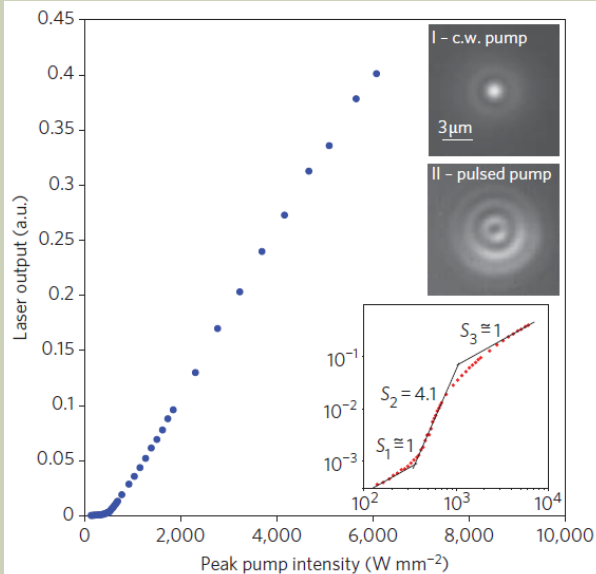 0.45
0.4
0.35
0.3
0.25
0.2
0.15
0.1
0.05
0
Laser output (a.u.)
0
2,000
4,000
6,000
8,000
10,000
Peak pump intensity (W mm⁻²)
I – c.w. pump
3 μm
II – pulsed pump
S₃ ≅ 1
S₂ = 4.1
S₁ ≅ 1
10⁻¹
10⁻²
10⁻³
10²
10³
10⁴